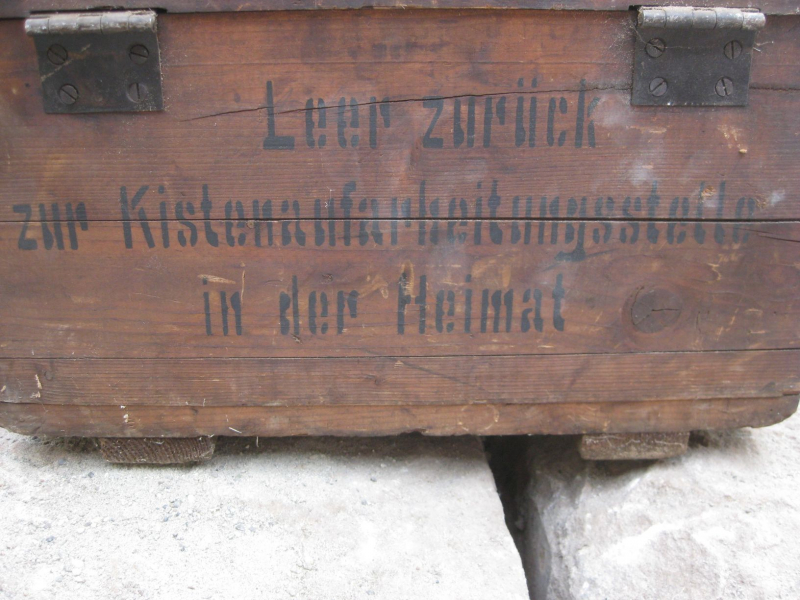 Leer zurück
zur Kistenaufarbeitungsstelle
in der Heimat